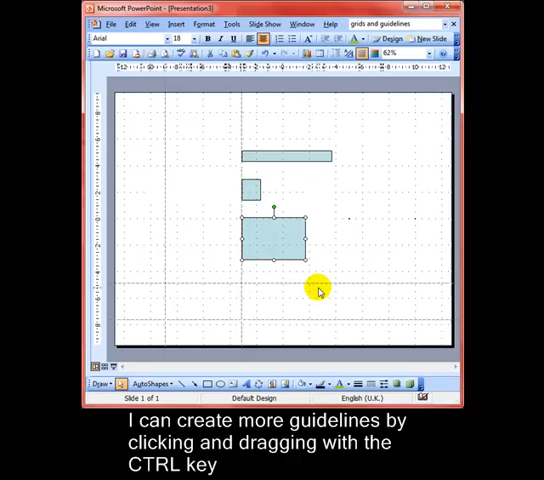 Microsoft PowerPoint - [Presentation3]
File Edit View Insert Format Tools Slide Show Window Help grids and guidelines
Arial 18 B I U S A Design New Slide
62%
Draw AutoShapes A
Slide 1 of 1 Default Design English (U.K.)
I can create more guidelines by
clicking and dragging with the
CTRL key